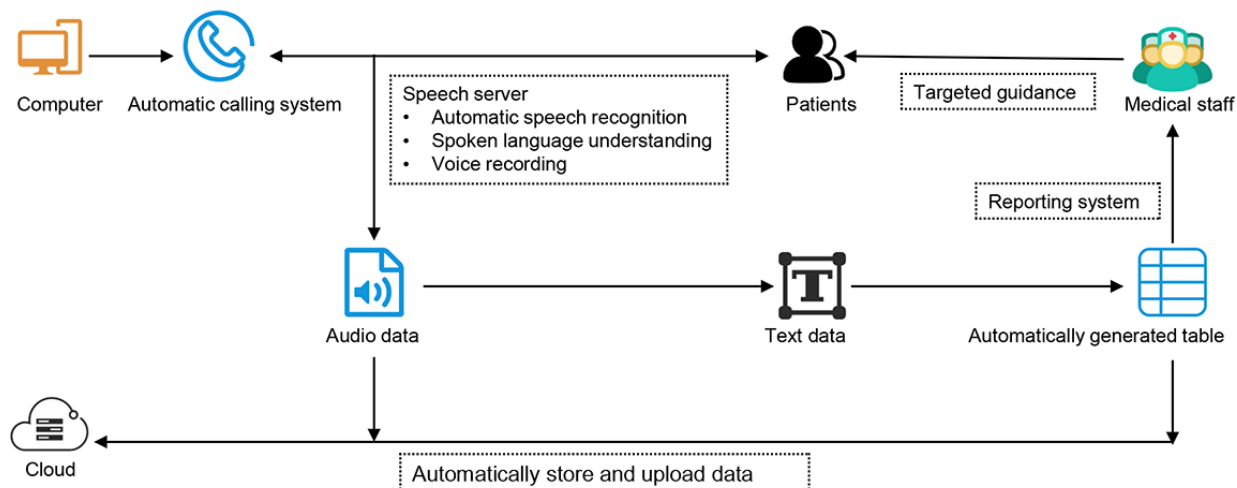 Computer
Automatic calling system
Speech server
• Automatic speech recognition
• Spoken language understanding
• Voice recording
Patients
Targeted guidance
Medical staff
Reporting system
Audio data
T
Text data
Automatically generated table
Cloud
Automatically store and upload data